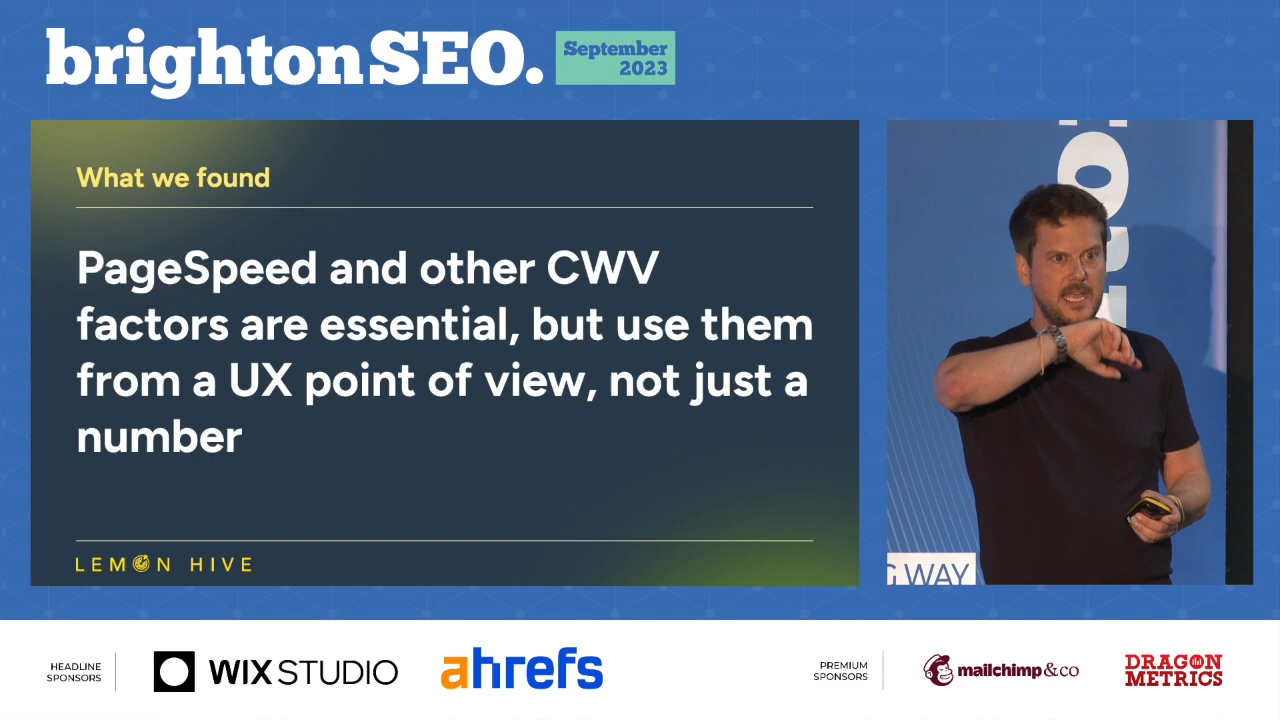 brightonSEO.
September
2023
What we found
PageSpeed and other CWV
factors are essential, but use them
from a UX point of view, not just a
number
LEMON HIVE
G WAY
HEADLINE
SPONSORS
WIX STUDIO
ahrefs
PREMIUM
SPONSORS
mailchimp&co
DRAGON
METRICS